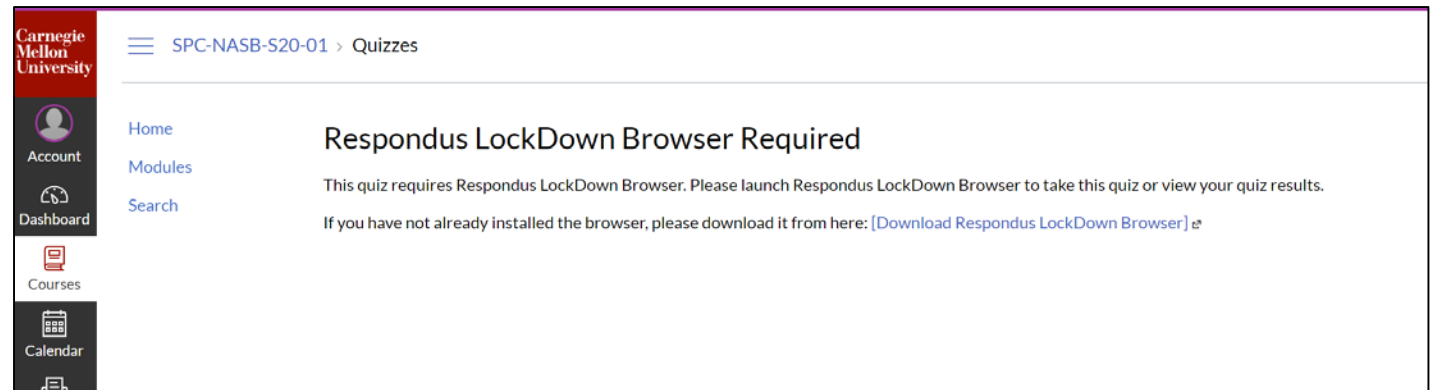 Carnegie
Mellon
University
SPC-NASB-S20-01 › Quizzes
Account
Dashboard
Courses
Calendar
Home
Modules
Search
Respondus LockDown Browser Required
This quiz requires Respondus LockDown Browser. Please launch Respondus LockDown Browser to take this quiz or view your quiz results.
If you have not already installed the browser, please download it from here: [Download Respondus LockDown Browser]